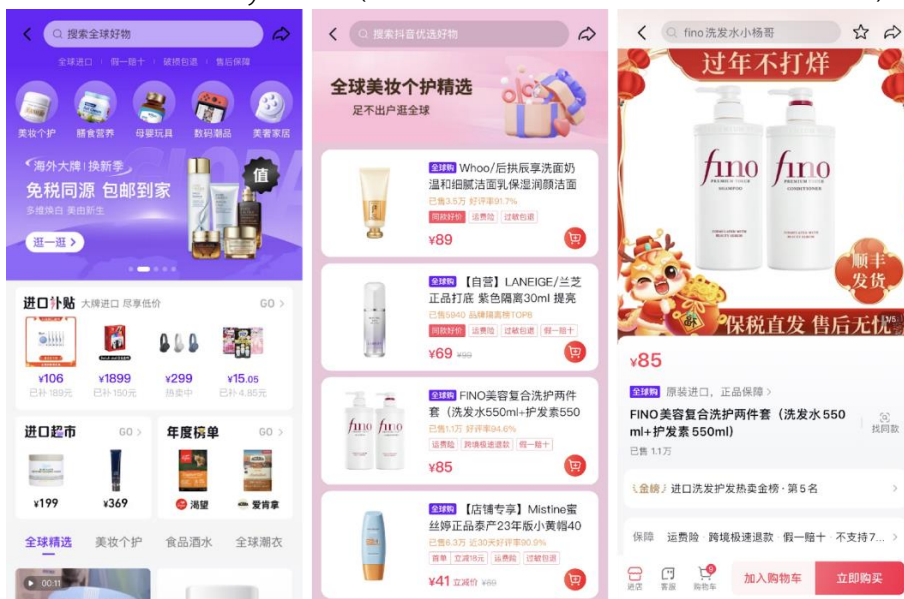 搜索全球好物
全球进口 假一赔十 破损包退 售后保障
美妆个护 膳食营养 母婴玩具 数码潮品 美奢家居
海外大牌 | 换新季
免税同源 包邮到家
多维焕白 美由新生
逛一逛 >
值
进口补贴 大牌进口 尽享低价 GO >
¥106 ¥1899 ¥299 ¥15.05
已补189元 已补150元 热卖中 已补4.85元
进口超市 GO >
¥199 ¥369
年度榜单 GO >
渴望 爱肯拿
全球精选 美妆个护 食品酒水 全球潮衣
00:11
搜索抖音优选好物
全球美妆个护精选
足不出户逛全球
全球购 Whoo/后拱辰享洗面奶
温和细腻洁面乳保湿润颜洁面
已售3.5万 好评率91.7%
同款好价 运费险 过敏包退
¥89
全球购 【自营】LANEIGE/兰芝
正品打底 紫色隔离30ml 提亮
已售5940 品牌隔离榜TOP8
同款好价 运费险 过敏包退 假一赔十
¥69 ¥99
全球购 FINO美容复合洗护两件
套（洗发水550ml+护发素550
已售1.1万 好评率94.6%
运费险 跨境极速退款 假一赔十
¥85
全球购 【店铺专享】Mistine蜜
丝婷正品泰产23年版小黄帽40
已售6.3万 近30天好评率90.9%
首单 立减18元 运费险 过敏包退
¥41 立减价 ¥69
fino洗发水小杨哥
过年不打烊
fino fino
PREMIUM TOUCH PREMIUM TOUCH
SHAMPOO CONDITIONER
顺丰
发货
保税直发 售后无忧
1/5
¥85
全球购 原装进口，正品保障 >
FINO美容复合洗护两件套（洗发水550
ml+护发素550ml）
找同款
已售 1.1万
金榜 进口洗发护发热卖金榜·第5名 >
保障 运费险·跨境极速退款·假一赔十·不支持7... >
进店 客服 购物车 加入购物车 立即购买